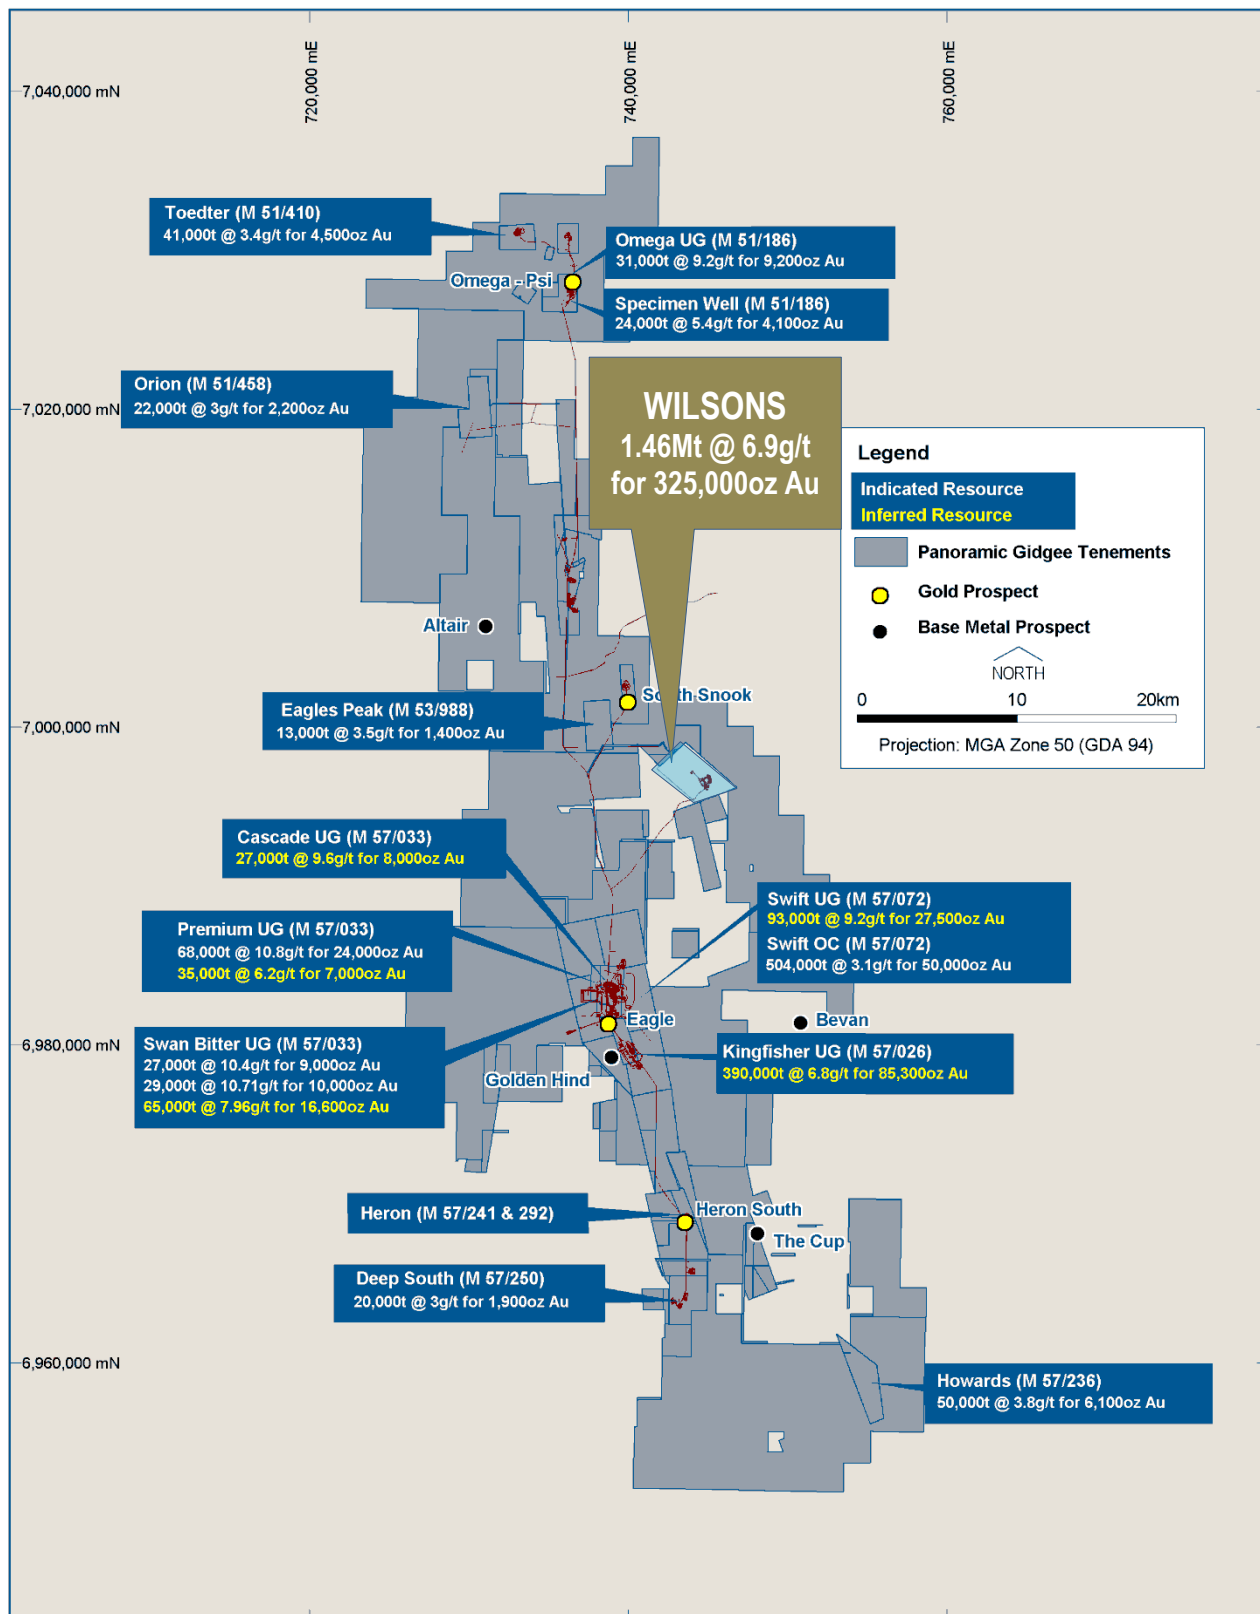 720,000 mE
740,000 mE
760,000 mE
7,040,000 mN
Toedter (M 51/410)
41,000t @ 3.4g/t for 4,500oz Au
Omega UG (M 51/186)
31,000t @ 9.2g/t for 9,200oz Au
Omega - Psi
Specimen Well (M 51/186)
24,000t @ 5.4g/t for 4,100oz Au
Orion (M 51/458)
22,000t @ 3g/t for 2,200oz Au
7,020,000 mN
WILSONS
1.46Mt @ 6.9g/t
for 325,000oz Au
Legend
Indicated Resource
Inferred Resource
Panoramic Gidgee Tenements
Gold Prospect
Base Metal Prospect
NORTH
0 10 20km
Projection: MGA Zone 50 (GDA 94)
Altair
South Snook
Eagles Peak (M 53/988)
13,000t @ 3.5g/t for 1,400oz Au
7,000,000 mN
Cascade UG (M 57/033)
27,000t @ 9.6g/t for 8,000oz Au
Swift UG (M 57/072)
93,000t @ 9.2g/t for 27,500oz Au
Swift OC (M 57/072)
504,000t @ 3.1g/t for 50,000oz Au
Premium UG (M 57/033)
68,000t @ 10.8g/t for 24,000oz Au
35,000t @ 6.2g/t for 7,000oz Au
Eagle
Bevan
6,980,000 mN
Swan Bitter UG (M 57/033)
27,000t @ 10.4g/t for 9,000oz Au
29,000t @ 10.71g/t for 10,000oz Au
65,000t @ 7.96g/t for 16,600oz Au
Golden Hind
Kingfisher UG (M 57/026)
390,000t @ 6.8g/t for 85,300oz Au
Heron (M 57/241 & 292)
Heron South
The Cup
Deep South (M 57/250)
20,000t @ 3g/t for 1,900oz Au
6,960,000 mN
Howards (M 57/236)
50,000t @ 3.8g/t for 6,100oz Au